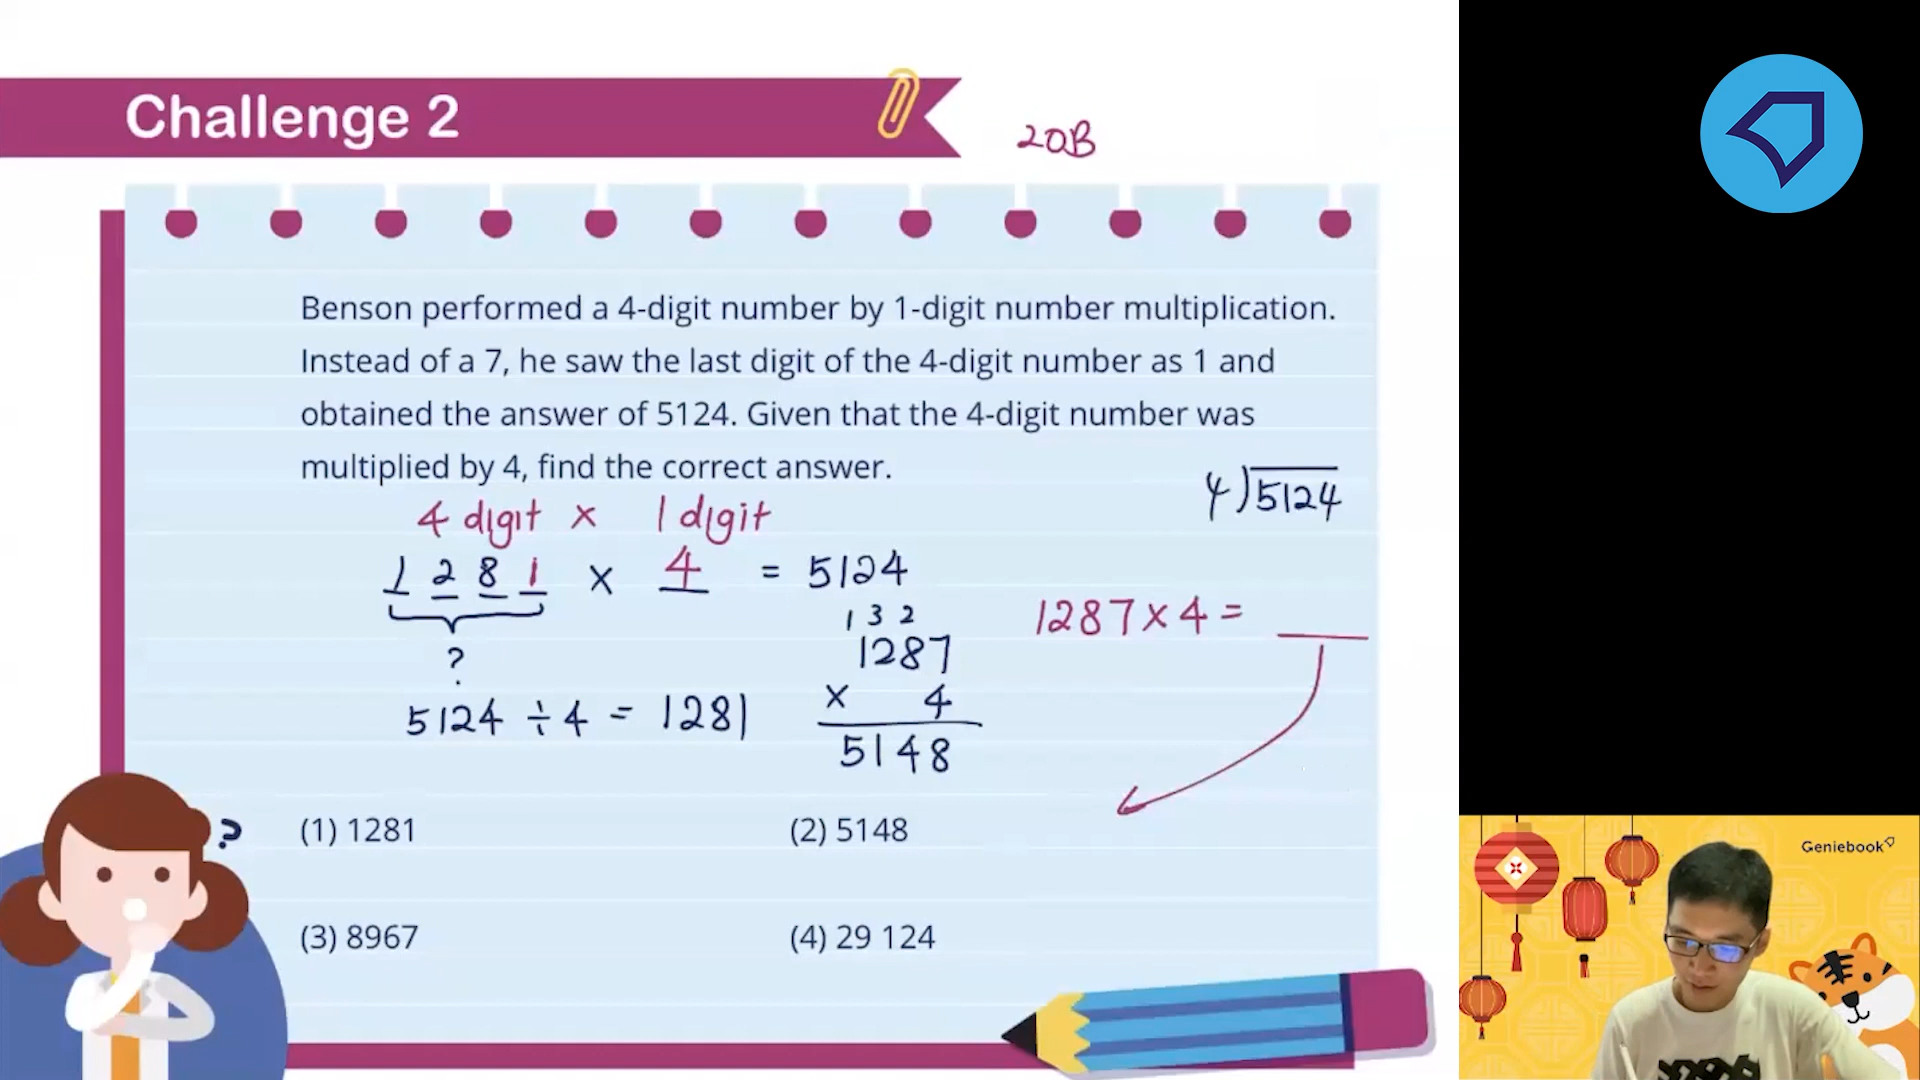 Challenge 2
20B
Benson performed a 4-digit number by 1-digit number multiplication.
Instead of a 7, he saw the last digit of the 4-digit number as 1 and
obtained the answer of 5124. Given that the 4-digit number was
multiplied by 4, find the correct answer.
4)5124
4 digit x 1 digit
1 2 8 1 x 4 = 5124
?
5124 ÷ 4 = 1281
1 3 2
1287
x 4
5148
1287 x 4 =
?
(1) 1281
(2) 5148
(3) 8967
(4) 29 124
Geniebook